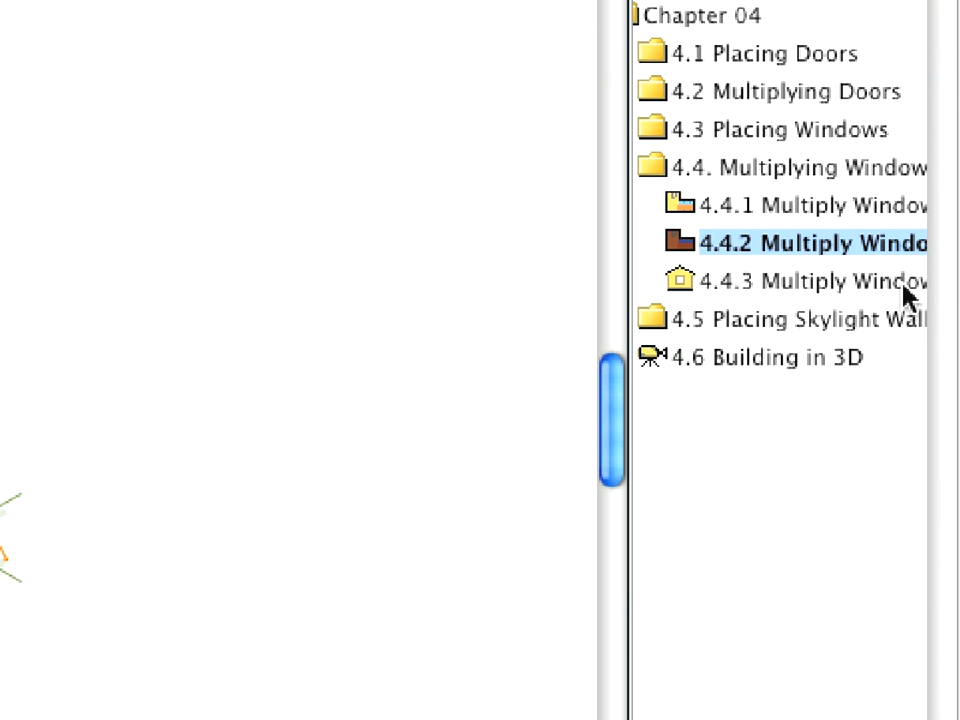 Chapter 04
4.1 Placing Doors
4.2 Multiplying Doors
4.3 Placing Windows
4.4. Multiplying Window
4.4.1 Multiply Window
4.4.2 Multiply Windo
4.4.3 Multiply Window
4.5 Placing Skylight Wall
4.6 Building in 3D